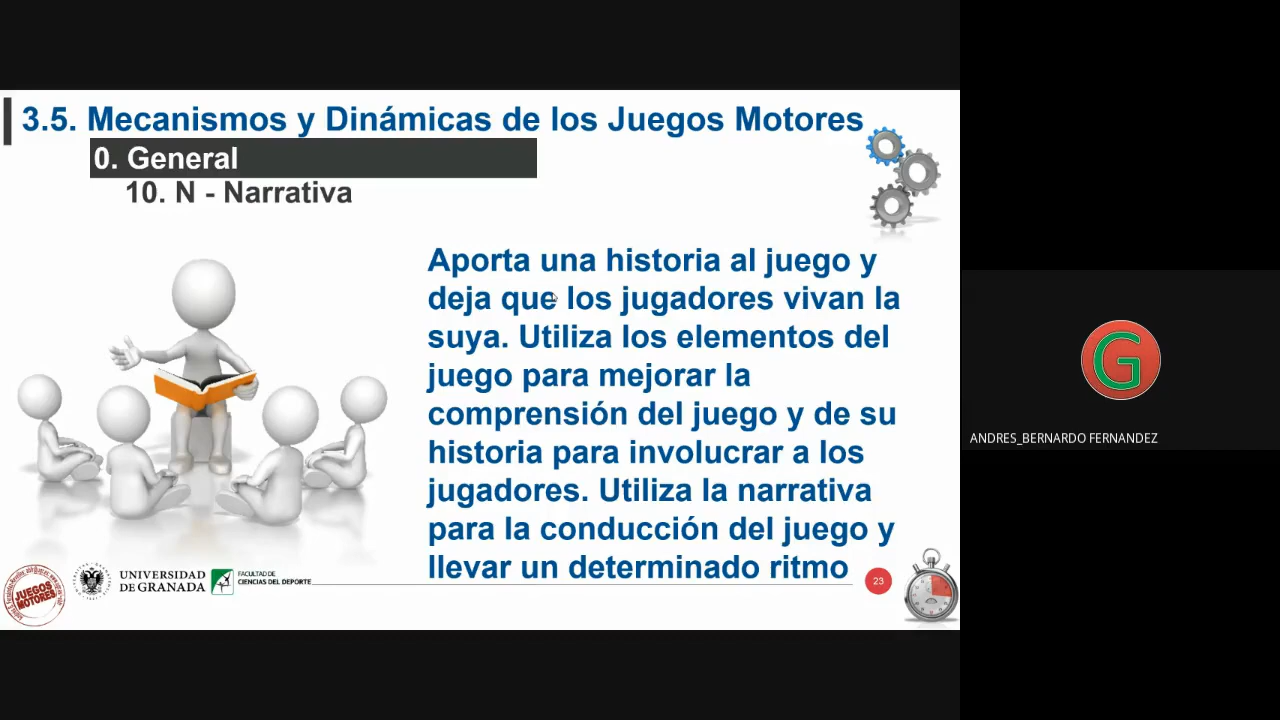 3.5. Mecanismos y Dinámicas de los Juegos Motores
0. General
10. N - Narrativa
Aporta una historia al juego y
deja que los jugadores vivan la
suya. Utiliza los elementos del
juego para mejorar la
comprensión del juego y de su
historia para involucrar a los
jugadores. Utiliza la narrativa
para la conducción del juego y
llevar un determinado ritmo
JUEGOS
MOTORES
UNIVERSIDAD
DE GRANADA
FACULTAD DE
CIENCIAS DEL DEPORTE
23
G
ANDRES_BERNARDO FERNANDEZ